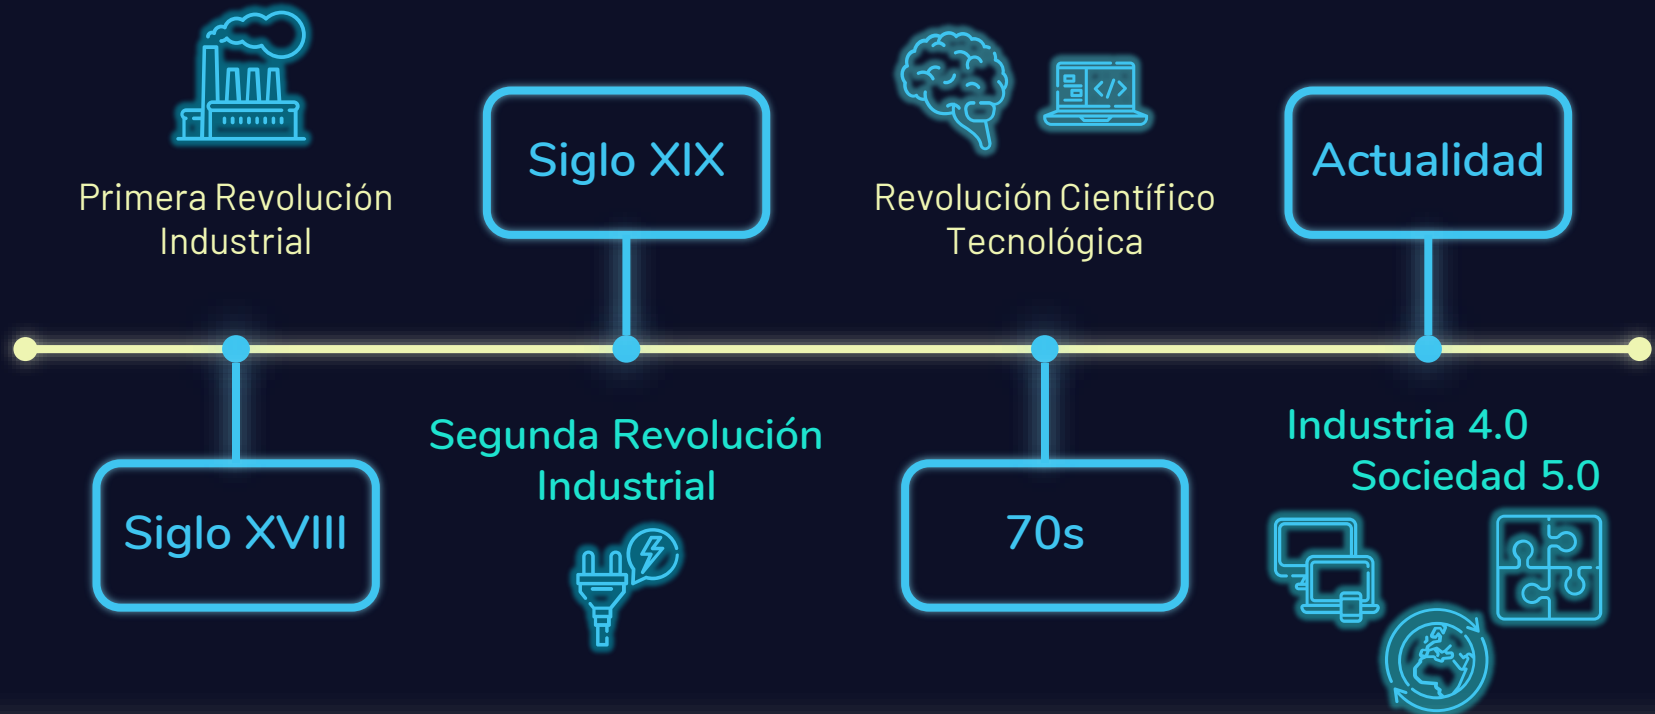 Primera Revolución
Industrial
Siglo XVIII
Siglo XIX
Segunda Revolución
Industrial
Revolución Científico
Tecnológica
70s
Actualidad
Industria 4.0
Sociedad 5.0